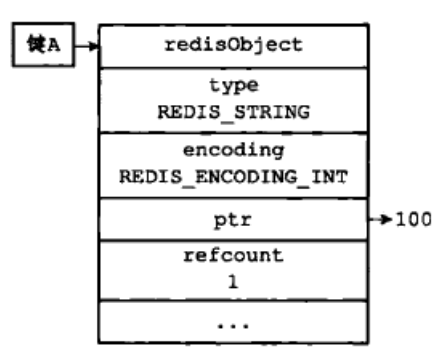 键A
redisObject
type
REDIS_STRING
encoding
REDIS_ENCODING_INT
ptr
100
refcount
1
...